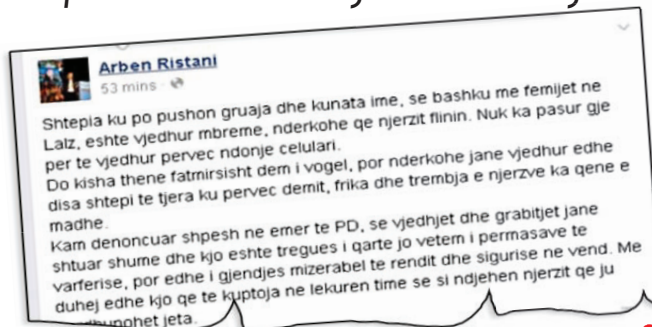 Arben Ristani
53 mins
Shtepia ku po pushon gruaja dhe kunata ime, se bashku me femijet ne
Lalz, eshte vjedhur mbreme, nderkohe qe njerzit flinin. Nuk ka pasur gje
per te vjedhur pervec ndonje celulari.
Do kisha thene fatmirsisht dem i vogel, por nderkohe jane vjedhur edhe
disa shtepi te tjera ku pervec demit, frika dhe trembja e njerzve ka qene e
madhe.
Kam denoncuar shpesh ne emer te PD, se vjedhjet dhe grabitjet jane
shtuar shume dhe kjo eshte tregues i qarte jo vetem i permasave te
varferise, por edhe i gjendjes mizerabel te rendit dhe sigurise ne vend. Me
duhej edhe kjo qe te kuptoja ne lekuren time se si ndjehen njerzit qe ju
jeta.